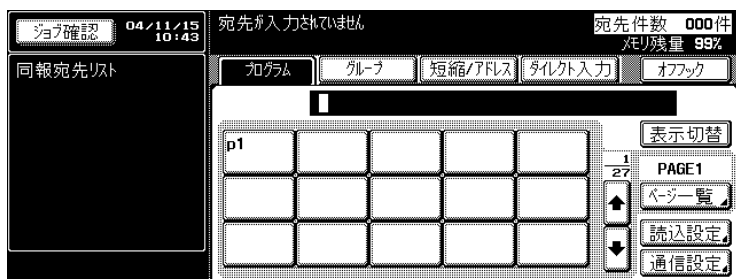 ジョブ確認
04/11/15
10:43
宛先が入力されていません
宛先件数 000件
メモリ残量 99%
同報宛先リスト
プログラム
グループ
短縮/アドレス
ダイレクト入力
オフフック
表示切替
p1
1
27
PAGE1
ページ一覧
読込設定
通信設定